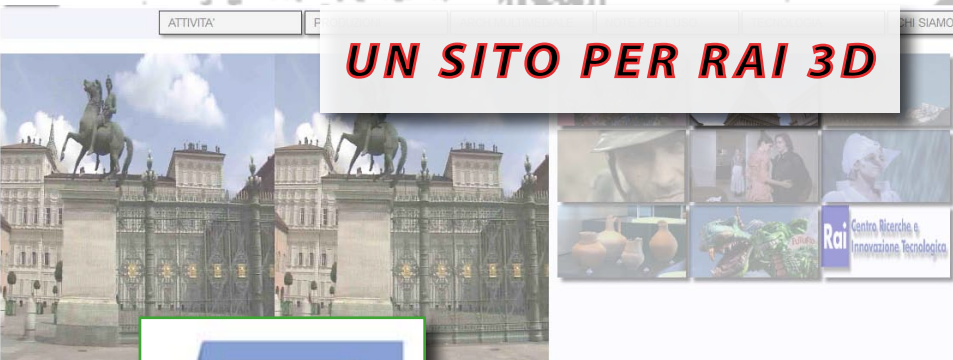 ATTIVITA'
CHI SIAMO
UN SITO PER RAI 3D
Rai Centro Ricerche e
Innovazione Tecnologica